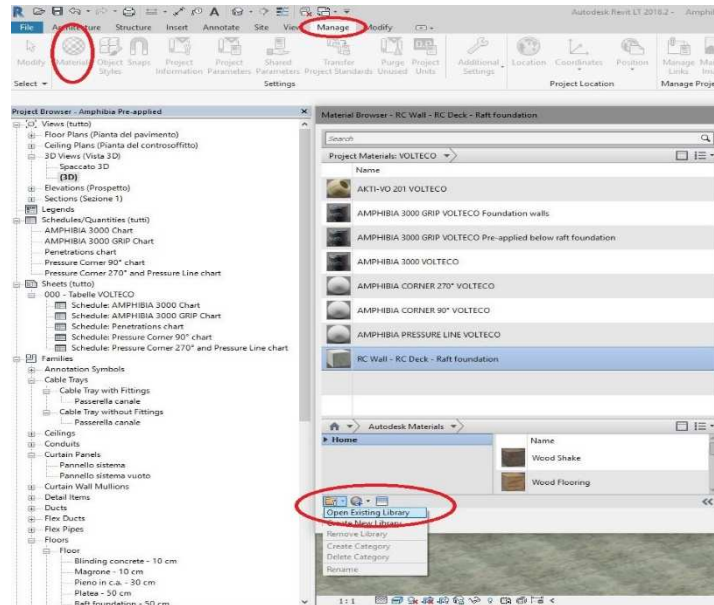 Autodesk Revit LT 2018.2 - Amphi
File Architecture Structure Insert Annotate Site View Manage Modify
Modify Materials Object Styles Snaps Project Information Project Parameters Shared Parameters Transfer Project Standards Purge Unused Project Units Additional Settings Location Coordinates Position Manage Links
Select Settings Project Location Manage Proje
Project Browser - Amphibia Pre-applied
Views (tutto)
Floor Plans (Pianta del pavimento)
Ceiling Plans (Pianta del controsoffitto)
3D Views (Vista 3D)
Spaccato 3D
{3D}
Elevations (Prospetto)
Sections (Sezione 1)
Legends
Schedules/Quantities (tutti)
AMPHIBIA 3000 Chart
AMPHIBIA 3000 GRIP Chart
Penetrations chart
Pressure Corner 90° chart
Pressure Corner 270° and Pressure Line chart
Sheets (tutto)
000 - Tabelle VOLTECO
Schedule: AMPHIBIA 3000 Chart
Schedule: AMPHIBIA 3000 GRIP Chart
Schedule: Penetrations chart
Schedule: Pressure Corner 90° chart
Schedule: Pressure Corner 270° and Pressure Line chart
Families
Annotation Symbols
Cable Trays
Cable Tray with Fittings
Passerella canale
Cable Tray without Fittings
Passerella canale
Ceilings
Conduits
Curtain Panels
Pannello sistema
Pannello sistema vuoto
Curtain Wall Mullions
Detail Items
Ducts
Flex Ducts
Flex Pipes
Floors
Floor
Blinding concrete - 10 cm
Magrone - 10 cm
Pieno in c.a. - 30 cm
Platea - 50 cm
Raft foundation - 50 cm
Material Browser - RC Wall - RC Deck - Raft foundation
Search
Project Materials: VOLTECO
Name
AKTI-VO 201 VOLTECO
AMPHIBIA 3000 GRIP VOLTECO Foundation walls
AMPHIBIA 3000 GRIP VOLTECO Pre-applied below raft foundation
AMPHIBIA 3000 VOLTECO
AMPHIBIA CORNER 270° VOLTECO
AMPHIBIA CORNER 90° VOLTECO
AMPHIBIA PRESSURE LINE VOLTECO
RC Wall - RC Deck - Raft foundation
Autodesk Materials
Home
Name
Wood Shake
Wood Flooring
Open Existing Library
Create New Library
Remove Library
Create Category
Delete Category
Rename
1:1